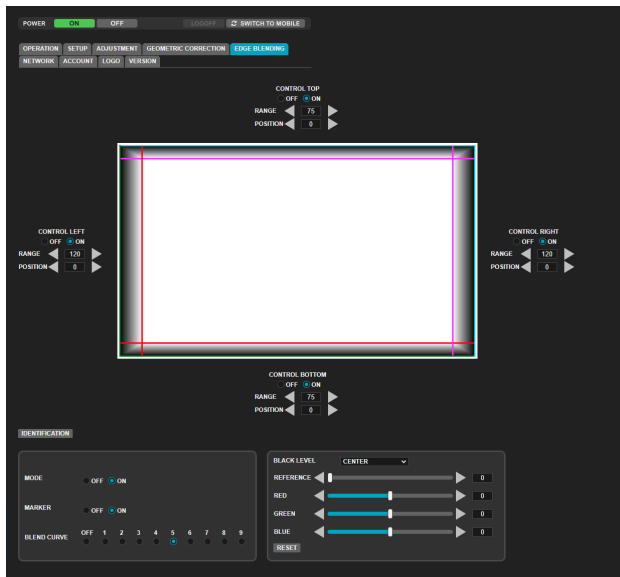 POWER ON OFF LOGOFF SWITCH TO MOBILE
OPERATION SETUP ADJUSTMENT GEOMETRIC CORRECTION EDGE BLENDING
NETWORK ACCOUNT LOGO VERSION
CONTROL TOP
OFF ON
RANGE 75
POSITION 0
CONTROL LEFT
OFF ON
RANGE 120
POSITION 0
CONTROL RIGHT
OFF ON
RANGE 120
POSITION 0
CONTROL BOTTOM
OFF ON
RANGE 75
POSITION 0
IDENTIFICATION
MODE OFF ON
MARKER OFF ON
BLEND CURVE OFF 1 2 3 4 5 6 7 8 9
BLACK LEVEL CENTER
REFERENCE 0
RED 0
GREEN 0
BLUE 0
RESET